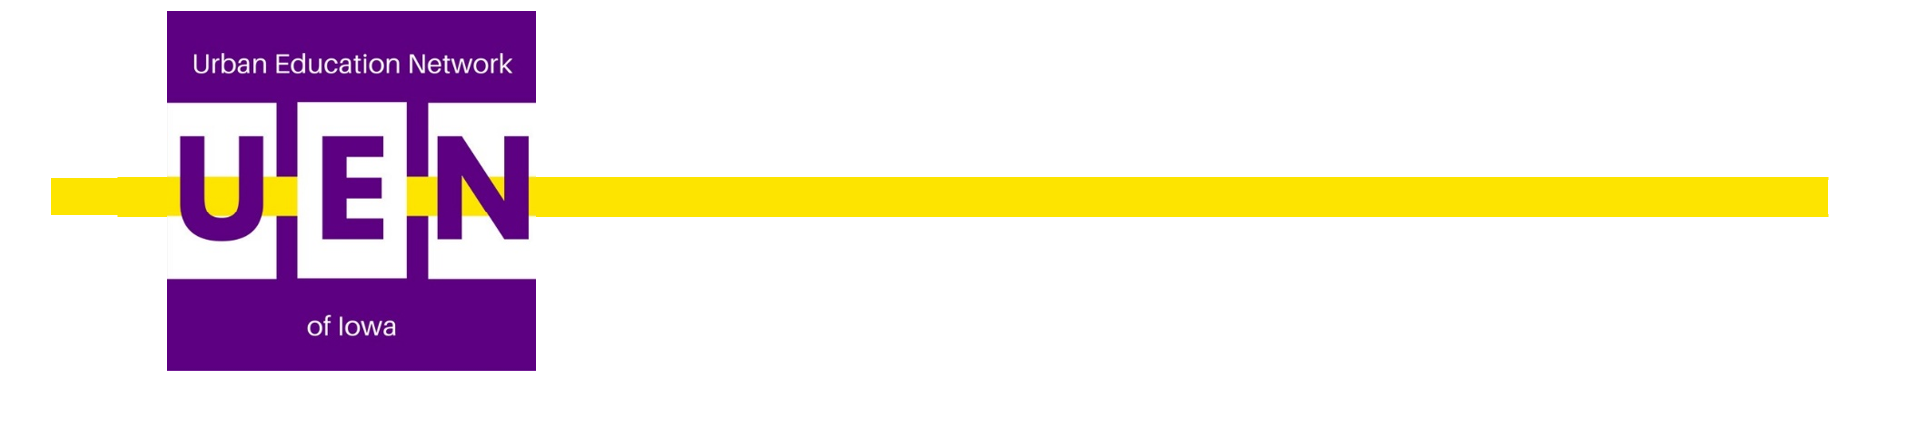 Urban Education Network
UEN
of Iowa